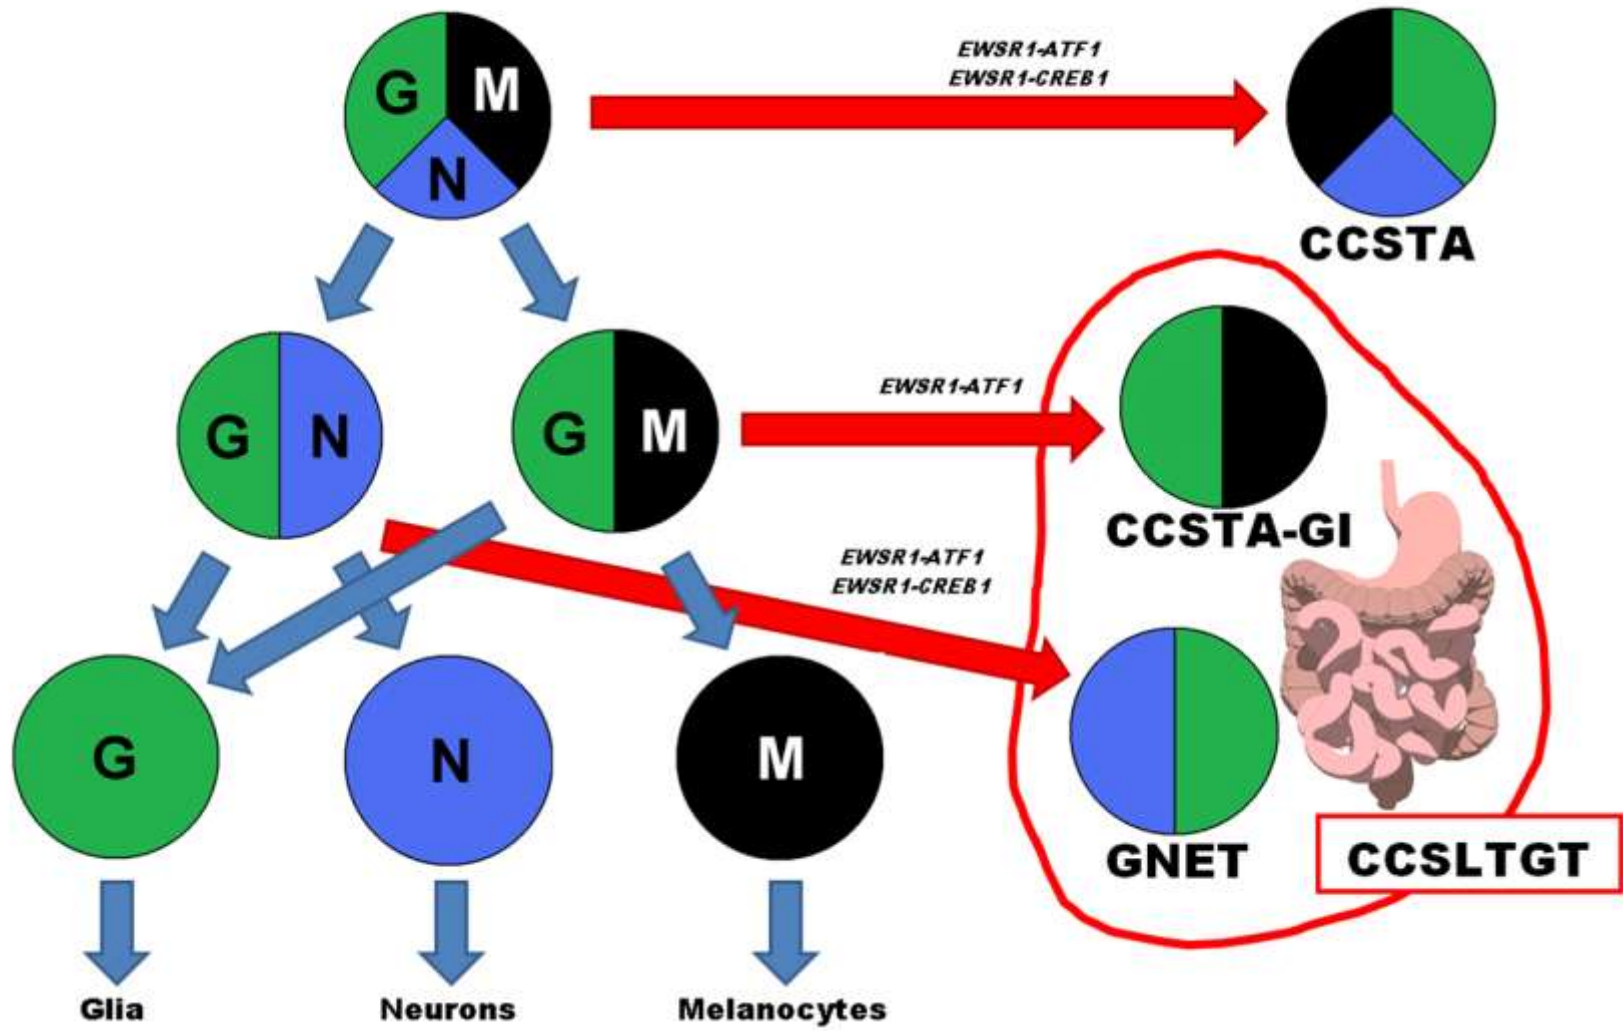 G M
N
EWSR1-ATF1
EWSR1-CREB1
CCSTA
G N
G M
EWSR1-ATF1
CCSTA-GI
EWSR1-ATF1
EWSR1-CREB1
G
N
M
GNET
CCSLTGT
Glia
Neurons
Melanocytes